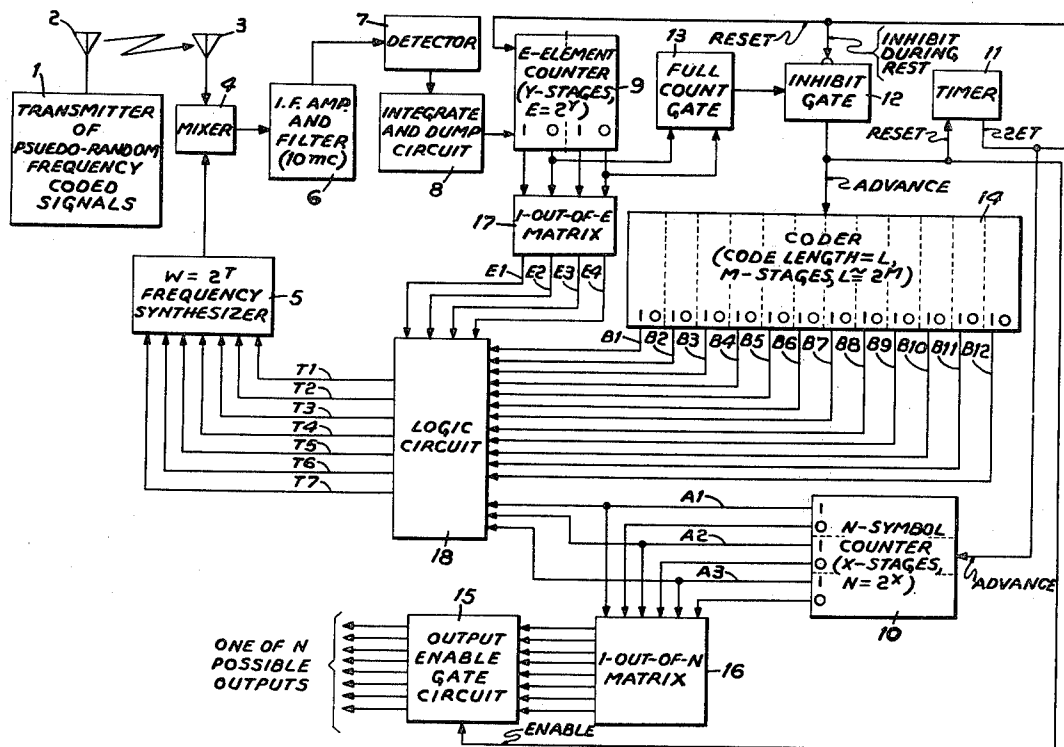 2
3
1
TRANSMITTER
OF
PSUEDO-RANDOM
FREQUENCY
CODED
SIGNALS
4
MIXER
I.F. AMP.
AND
FILTER
(10 mc)
6
7
DETECTOR
INTEGRATE
AND DUMP
CIRCUIT
8
E-ELEMENT
COUNTER
(Y-STAGES,
E=2^Y)
1 0 1 0
9
13
FULL
COUNT
GATE
RESET
INHIBIT
DURING
REST
INHIBIT
GATE
12
11
TIMER
RESET
2ET
ADVANCE
14
CODER
(CODE LENGTH=L,
M-STAGES, L≅2^M)
1 0 1 0 1 0 1 0 1 0 1 0 1 0 1 0 1 0 1 0 1 0 1 0
B1 B2 B3 B4 B5 B6 B7 B8 B9 B10 B11 B12
17
1-OUT-OF-E
MATRIX
E1 E2 E3 E4
W=2^T
FREQUENCY
SYNTHESIZER
5
T1
T2
T3
T4
T5
T6
T7
LOGIC
CIRCUIT
18
A1
A2
A3
1
0
1
0
1
0
N-SYMBOL
COUNTER
(X-STAGES,
N=2^X)
10
ADVANCE
15
OUTPUT
ENABLE
GATE
CIRCUIT
1-OUT-OF-N
MATRIX
16
ONE OF N
POSSIBLE
OUTPUTS
ENABLE